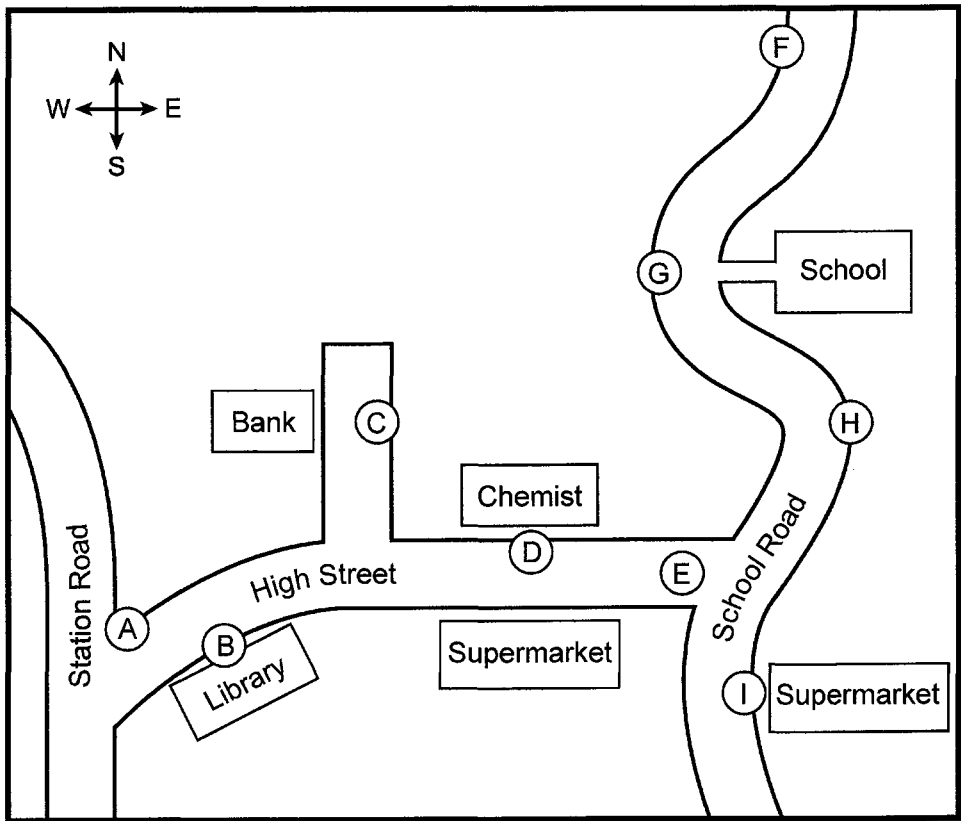 F
N
W E
S
G
School
Bank
C
H
Chemist
D
E
School Road
High Street
Station Road
A
B
Library
Supermarket
I
Supermarket